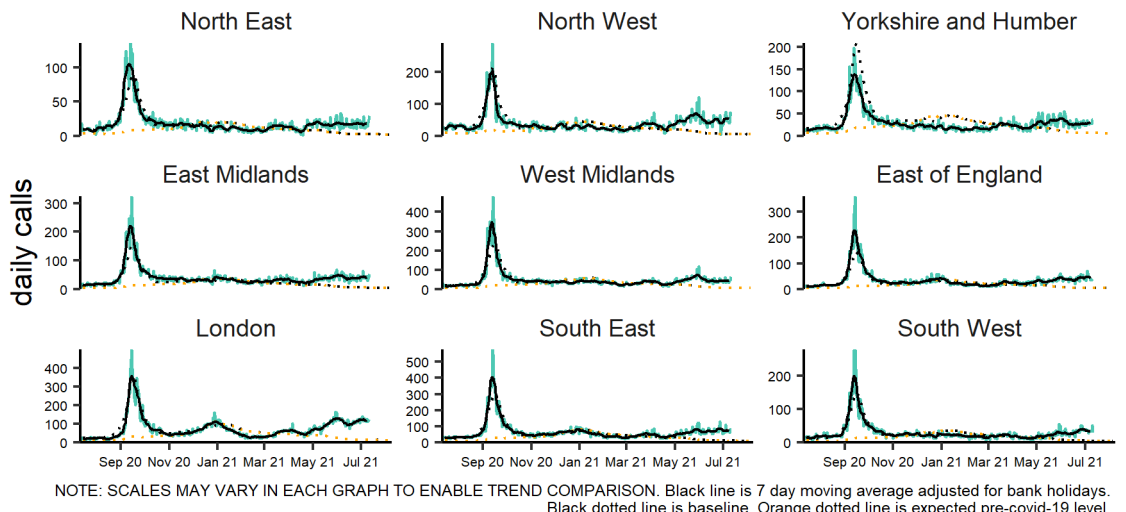 North East North West Yorkshire and Humber
100 50 0
200 100 0
200 150 100 50 0
East Midlands West Midlands East of England
daily calls
300 200 100 0
400 300 200 100 0
300 200 100 0
London South East South West
400 300 200 100 0
500 400 300 200 100 0
200 100 0
Sep 20 Nov 20 Jan 21 Mar 21 May 21 Jul 21 Sep 20 Nov 20 Jan 21 Mar 21 May 21 Jul 21 Sep 20 Nov 20 Jan 21 Mar 21 May 21 Jul 21
NOTE: SCALES MAY VARY IN EACH GRAPH TO ENABLE TREND COMPARISON. Black line is 7 day moving average adjusted for bank holidays.
Black dotted line is baseline. Orange dotted line is expected pre-covid-19 level.